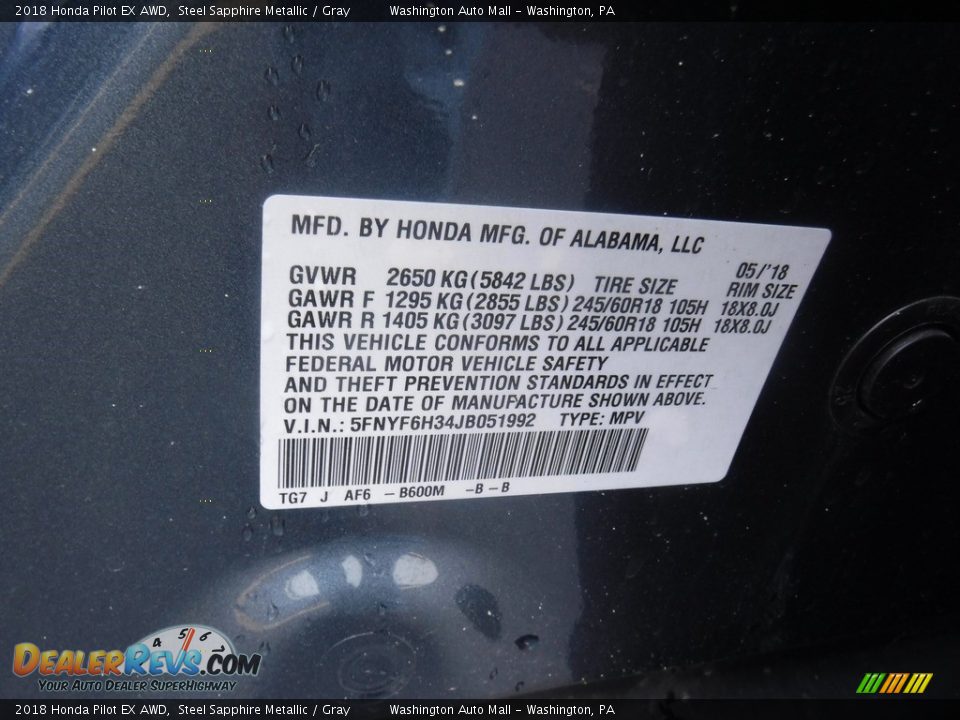 2018 Honda Pilot EX AWD, Steel Sapphire Metallic / Gray Washington Auto Mall - Washington, PA
MFD. BY HONDA MFG. OF ALABAMA, LLC
05/'18
GVWR 2650 KG (5842 LBS) TIRE SIZE RIM SIZE
GAWR F 1295 KG (2855 LBS) 245/60R18 105H 18X8.0J
GAWR R 1405 KG (3097 LBS) 245/60R18 105H 18X8.0J
THIS VEHICLE CONFORMS TO ALL APPLICABLE
FEDERAL MOTOR VEHICLE SAFETY
AND THEFT PREVENTION STANDARDS IN EFFECT
ON THE DATE OF MANUFACTURE SHOWN ABOVE.
V.I.N.: 5FNYF6H34JB051992 TYPE: MPV
TG7 J AF6 - B600M -B - B
4 5 6
DEALERREVS.COM
YOUR AUTO DEALER SUPERHIGHWAY
2018 Honda Pilot EX AWD, Steel Sapphire Metallic / Gray Washington Auto Mall - Washington, PA